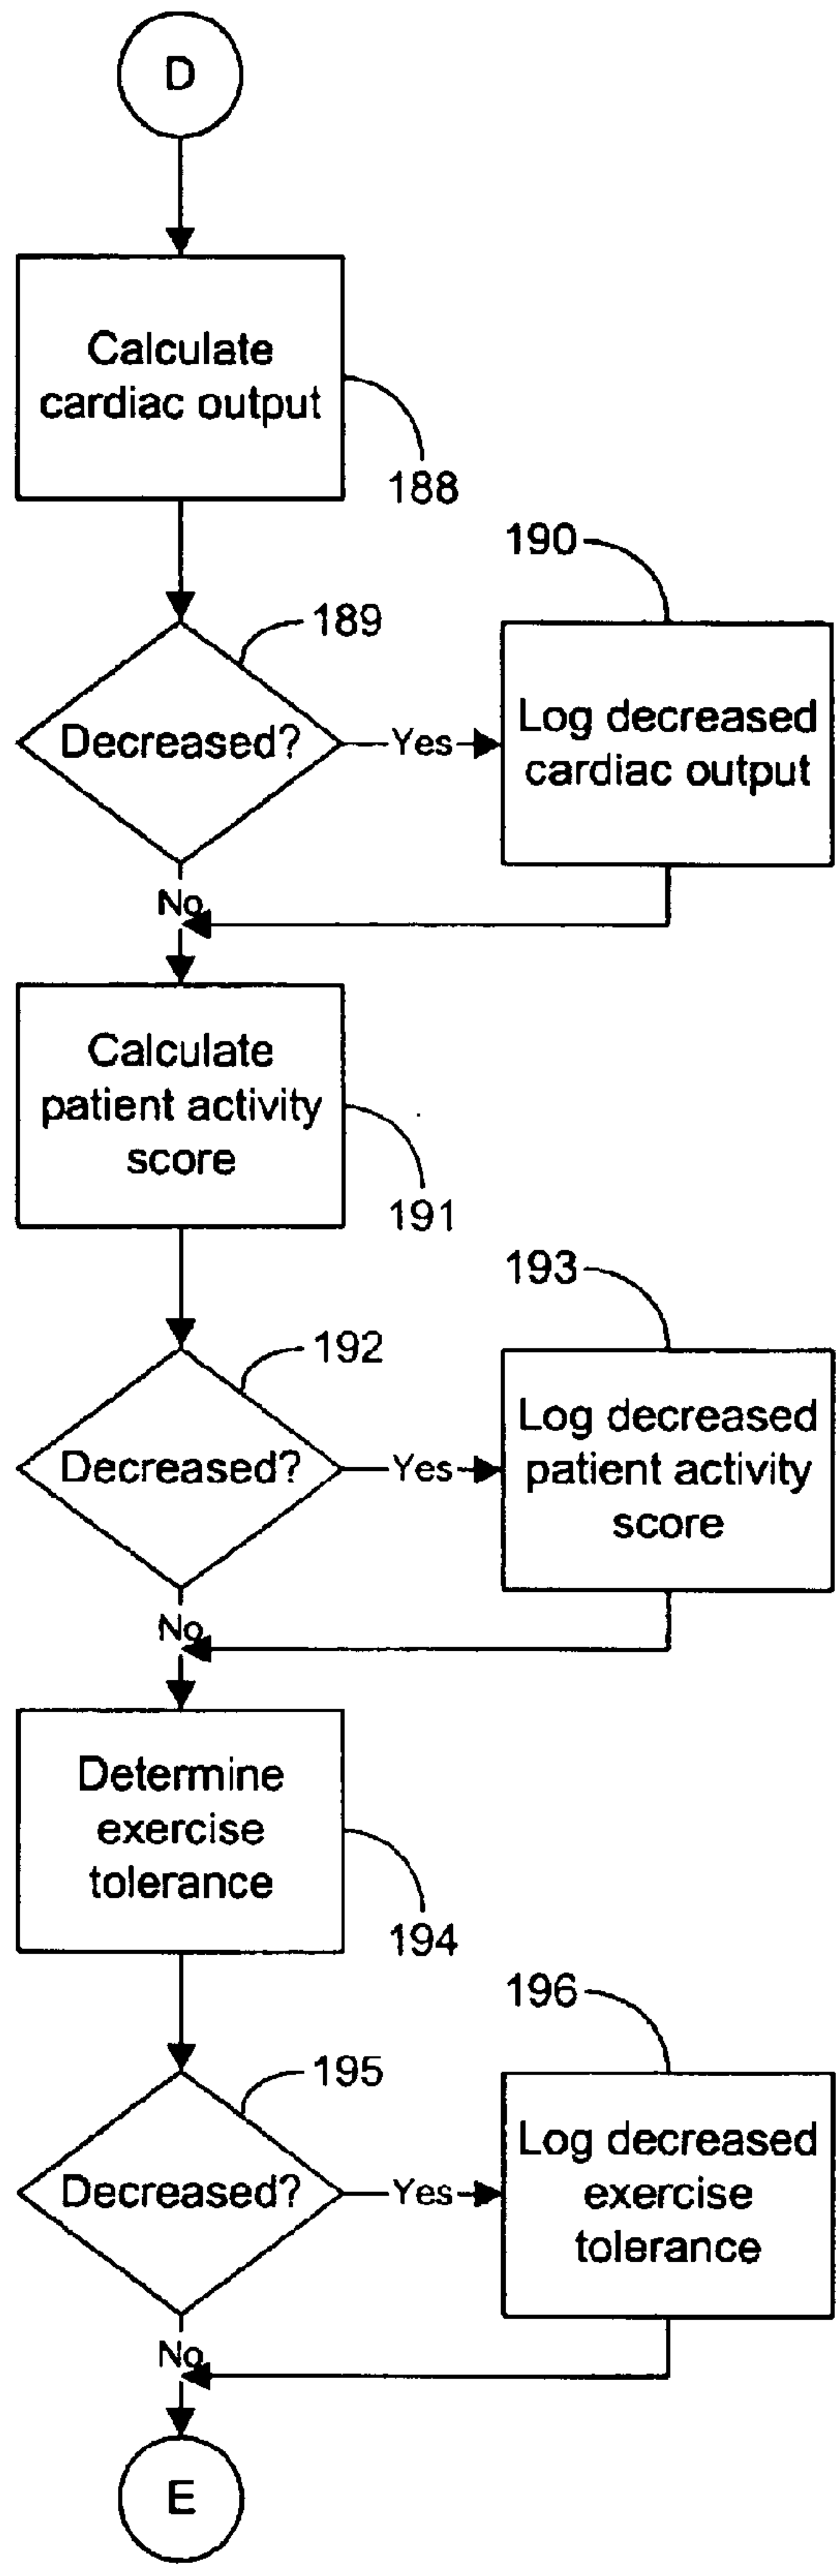 D
Calculate
cardiac output
188
190
189
Decreased?
Yes
Log decreased
cardiac output
No
Calculate
patient activity
score
191
193
192
Decreased?
Yes
Log decreased
patient activity
score
No
Determine
exercise
tolerance
194
196
195
Decreased?
Yes
Log decreased
exercise
tolerance
No
E